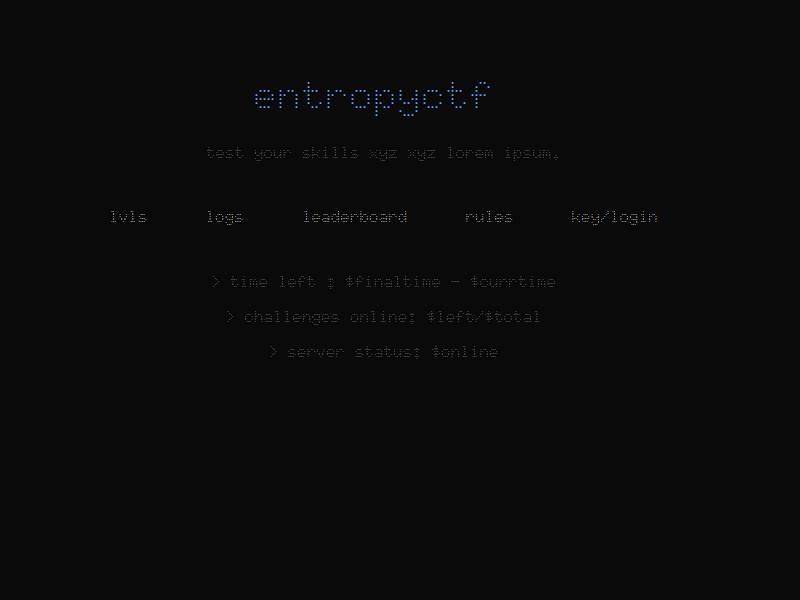 entropyctf
test your skills xyz xyz lorem ipsum.
lvls logs leaderboard rules key/login
> time left : $finaltime - $currtime
> challenges online: $left/$total
> server status: $online